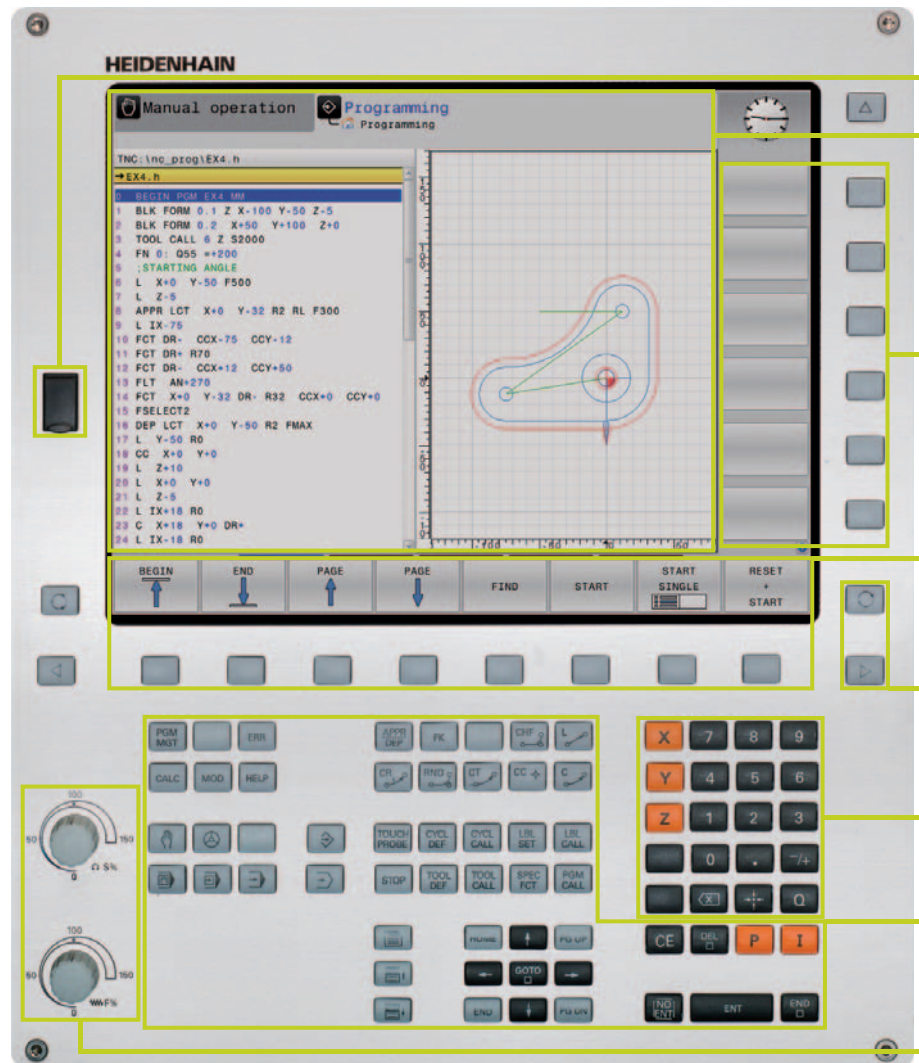 HEIDENHAIN
Manual operation
Programming
Programming
TNC:\nc_prog\EX4.h
→EX4.h
0 BEGIN PGM EX4 MM
1 BLK FORM 0.1 Z X-100 Y-50 Z-5
2 BLK FORM 0.2 X+50 Y+100 Z+0
3 TOOL CALL 6 Z S2000
4 FN 0: Q55 =+200
5 ;STARTING ANGLE
6 L X+0 Y-50 F500
7 L Z-5
8 APPR LCT X+0 Y-32 R2 RL F300
9 L IX-75
10 FCT DR- CCX-75 CCY-12
11 FCT DR+ R70
12 FCT DR- CCX+12 CCY+50
13 FLT AN+270
14 FCT X+0 Y-32 DR- R32 CCX+0 CCY+0
15 FSELECT2
16 DEP LCT X+0 Y-50 R2 FMAX
17 L Y-50 R0
18 CC X+0 Y+0
19 L Z+10
20 L X+0 Y+0
21 L Z-5
22 L IX+18 R0
23 C X+18 Y+0 DR+
24 L IX-18 R0
-100 -50 0 50
BEGIN END PAGE PAGE FIND START START SINGLE RESET + START
PGM MGT ERR APPR DEP FK CHF L X 7 8 9
CALC MOD HELP CR RND CT CC C Y 4 5 6
Z 1 2 3
100
50 150
S%
0
TOUCH PROBE CYCL DEF CYCL CALL LBL SET LBL CALL 0 . -/+
STOP TOOL DEF TOOL CALL SPEC FCT PGM CALL X Q
HOME PG UP CE DEL P I
100
50 150
F%
0
GOTO
END PG DN NO ENT ENT END